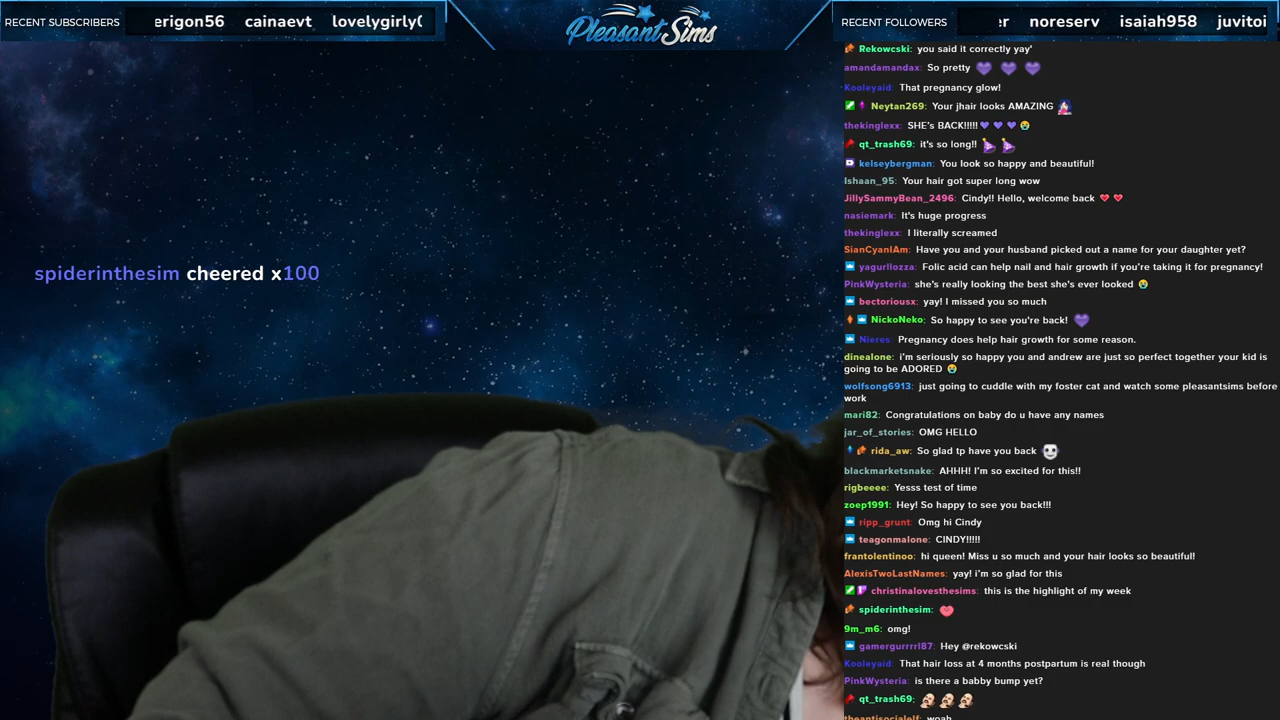 RECENT SUBSCRIBERS
erigon56 cainaevt lovelygirly(
PleasantSims
RECENT FOLLOWERS
r noreserv isaiah958 juvitoi
spiderinthesim cheered x100
Rekowcski: you said it correctly yay'
amandamandax: So pretty
Kooleyaid: That pregnancy glow!
Neytan269: Your jhair looks AMAZING
thekinglexx: SHE's BACK!!!!!
qt_trash69: it's so long!!
kelseybergman: You look so happy and beautiful!
Ishaan_95: Your hair got super long wow
JillySammyBean_2496: Cindy!! Hello, welcome back
nasiemark: It's huge progress
thekinglexx: I literally screamed
SianCyanIAm: Have you and your husband picked out a name for your daughter yet?
yagurllozza: Folic acid can help nail and hair growth if you're taking it for pregnancy!
PinkWysteria: she's really looking the best she's ever looked
bectoriousx: yay! I missed you so much
NickoNeko: So happy to see you're back!
Nieres: Pregnancy does help hair growth for some reason.
dinealone: i'm seriously so happy you and andrew are just so perfect together your kid is
going to be ADORED
wolfsong6913: just going to cuddle with my foster cat and watch some pleasantsims before
work
mari82: Congratulations on baby do u have any names
jar_of_stories: OMG HELLO
rida_aw: So glad tp have you back
blackmarketsnake: AHHH! I'm so excited for this!!
rigbeeee: Yesss test of time
zoep1991: Hey! So happy to see you back!!!
ripp_grunt: Omg hi Cindy
teagonmalone: CINDY!!!!!
frantolentinoo: hi queen! Miss u so much and your hair looks so beautiful!
AlexisTwoLastNames: yay! i'm so glad for this
christinalovesthesims: this is the highlight of my week
spiderinthesim:
9m_m6: omg!
gamergurrrrl87: Hey @rekowcski
Kooleyaid: That hair loss at 4 months postpartum is real though
PinkWysteria: is there a babby bump yet?
qt_trash69:
theantisocialelf: woah